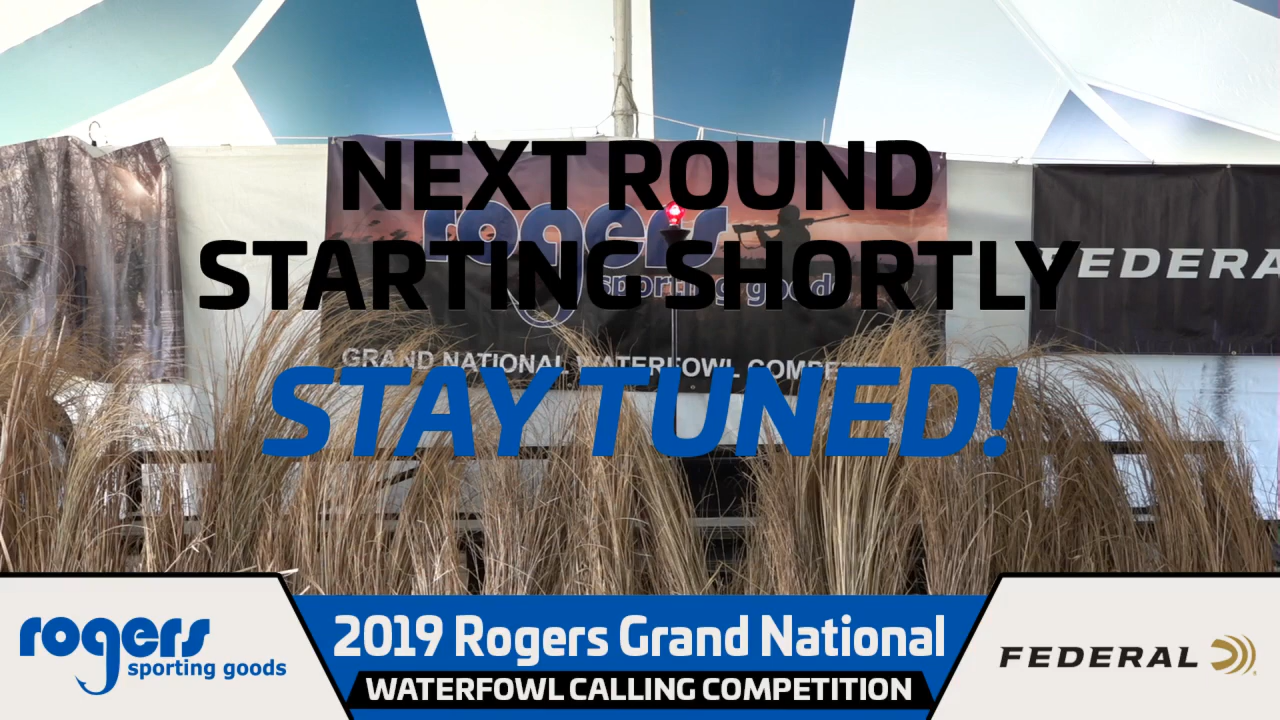 NEXT ROUND
STARTING SHORTLY
rogers
sporting goods
FEDERA
GRAND NATIONAL WATERFOWL COMPETI
STAY TUNED!
rogers
sporting goods
2019 Rogers Grand National
WATERFOWL CALLING COMPETITION
FEDERAL